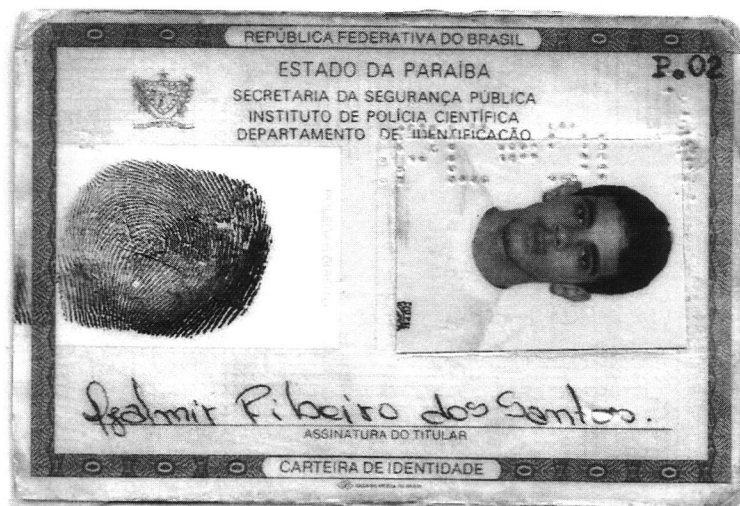 REPÚBLICA FEDERATIVA DO BRASIL
P.02
ESTADO DA PARAÍBA
SECRETARIA DA SEGURANÇA PÚBLICA
INSTITUTO DE POLÍCIA CIENTÍFICA
DEPARTAMENTO DE IDENTIFICAÇÃO
Ribeiro dos Santos.
ASSINATURA DO TITULAR
CARTEIRA DE IDENTIDADE